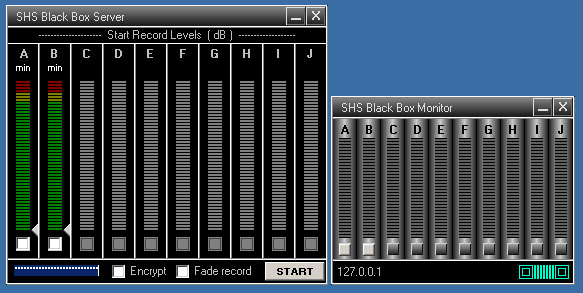 SHS Black Box Server
Start Record Levels ( dB )
A B C D E F G H I J
min min
Encrypt Fade record START
SHS Black Box Monitor
A B C D E F G H I J
127.0.0.1